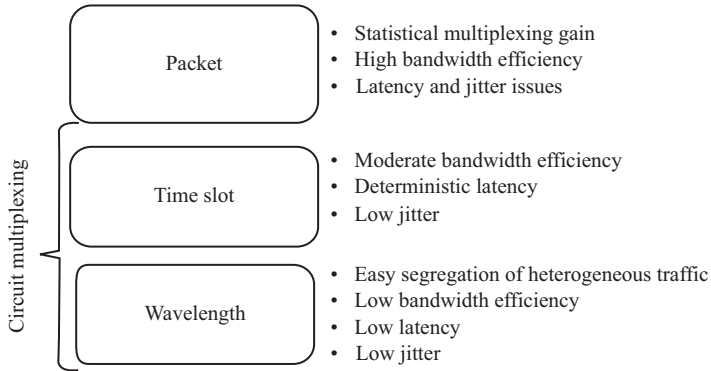 Packet
• Statistical multiplexing gain
• High bandwidth efficiency
• Latency and jitter issues
Circuit multiplexing
Time slot
• Moderate bandwidth efficiency
• Deterministic latency
• Low jitter
Wavelength
• Easy segregation of heterogeneous traffic
• Low bandwidth efficiency
• Low latency
• Low jitter